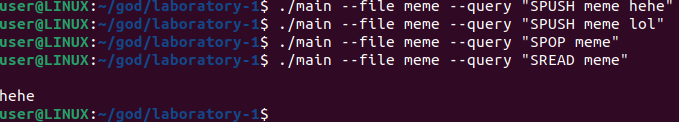 user@LINUX:~/god/laboratory-1$ ./main --file meme --query "SPUSH meme hehe"
user@LINUX:~/god/laboratory-1$ ./main --file meme --query "SPUSH meme lol"
user@LINUX:~/god/laboratory-1$ ./main --file meme --query "SPOP meme"
user@LINUX:~/god/laboratory-1$ ./main --file meme --query "SREAD meme"
hehe
user@LINUX:~/god/laboratory-1$